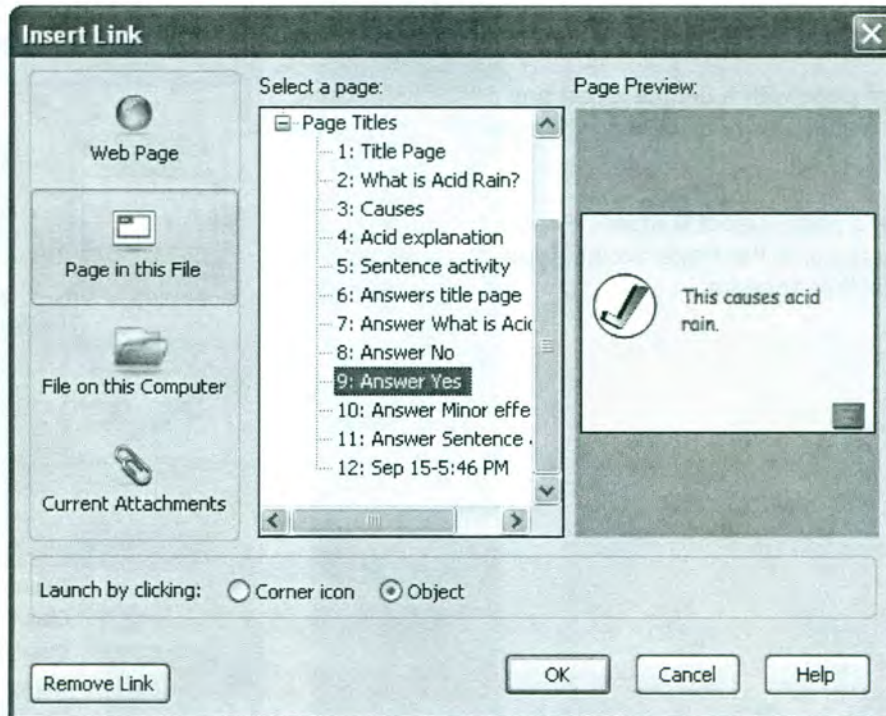 Insert Link
Select a page:
Page Preview:
Web Page
Page in this File
File on this Computer
Current Attachments
Page Titles
1: Title Page
2: What is Acid Rain?
3: Causes
4: Acid explanation
5: Sentence activity
6: Answers title page
7: Answer What is Acid
8: Answer No
9: Answer Yes
10: Answer Minor effe
11: Answer Sentence
12: Sep 15-5:46 PM
This causes acid
rain.
Launch by clicking:
Corner icon
Object
Remove Link
OK
Cancel
Help